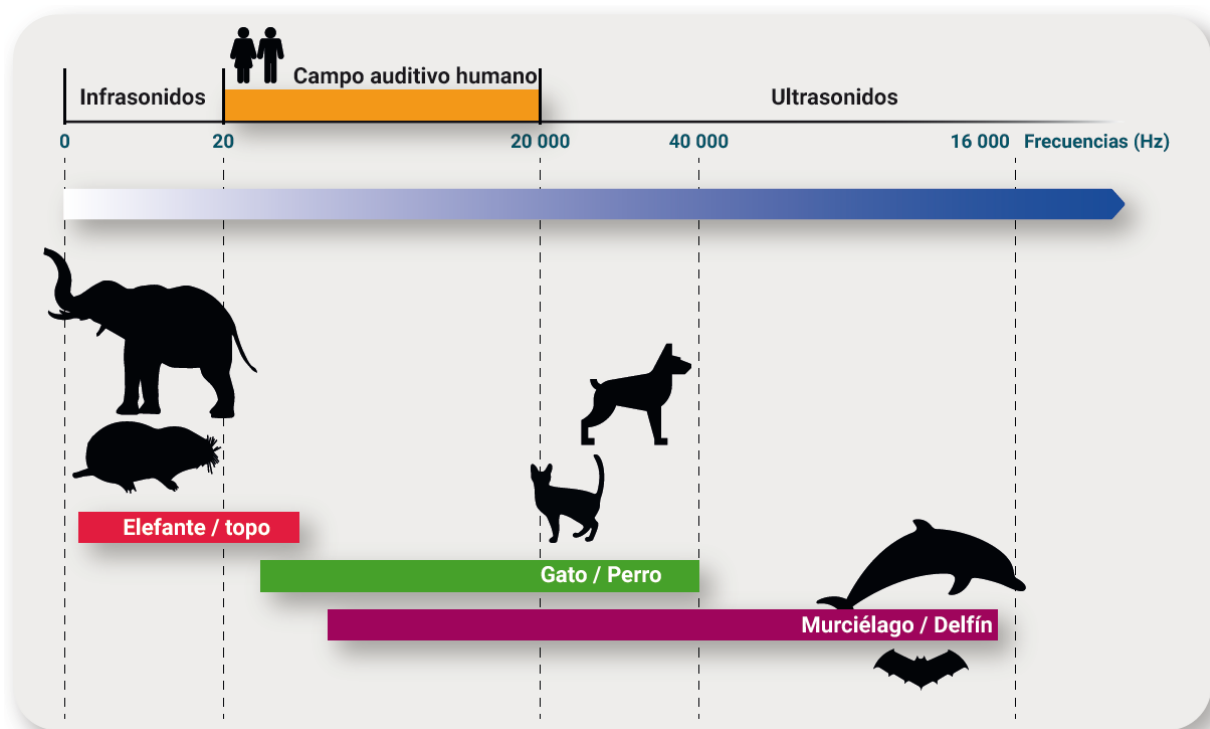 Campo auditivo humano
Infrasonidos
Ultrasonidos
0
20
20 000
40 000
16 000
Frecuencias (Hz)
Elefante / topo
Gato / Perro
Murciélago / Delfín